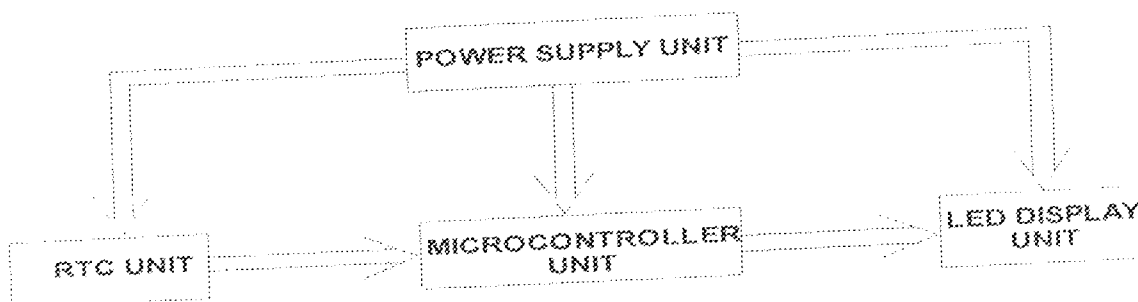 POWER SUPPLY UNIT
RTC UNIT
MICROCONTROLLER
UNIT
LED DISPLAY
UNIT